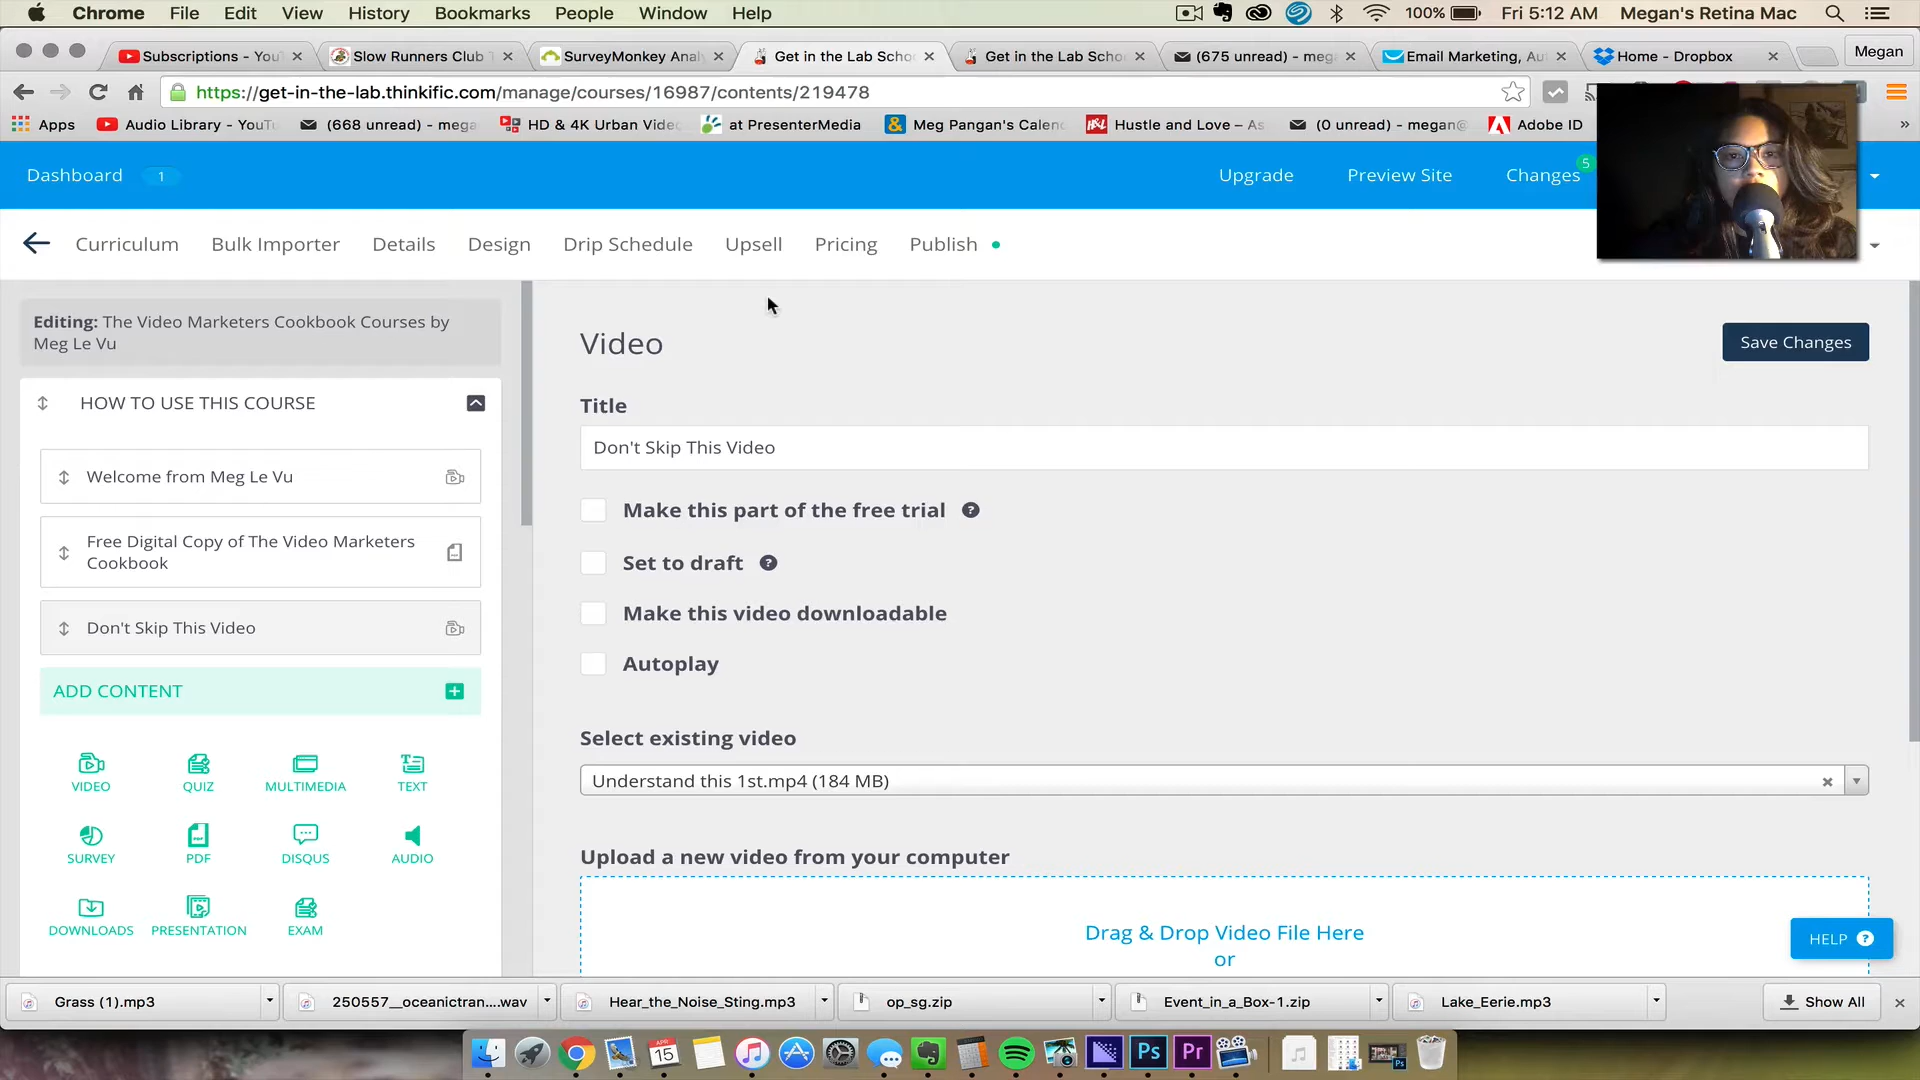 Chrome File Edit View History Bookmarks People Window Help 100% Fri 5:12 AM Megan's Retina Mac
Subscriptions - You Slow Runners Club T SurveyMonkey Analy Get in the Lab Schoo Get in the Lab Schoo (675 unread) - meg Email Marketing, Au Home - Dropbox Megan
https://get-in-the-lab.thinkific.com/manage/courses/16987/contents/219478
Apps Audio Library - YouTu (668 unread) - mega HD & 4K Urban Vide at PresenterMedia Meg Pangan's Calen Hustle and Love – As (0 unread) - megan@ Adobe ID »
Dashboard 1 Upgrade Preview Site Changes 5
Curriculum Bulk Importer Details Design Drip Schedule Upsell Pricing Publish
Editing: The Video Marketers Cookbook Courses by
Meg Le Vu
HOW TO USE THIS COURSE
Welcome from Meg Le Vu
Free Digital Copy of The Video Marketers
Cookbook
Don't Skip This Video
ADD CONTENT
VIDEO QUIZ MULTIMEDIA TEXT
SURVEY PDF DISQUS AUDIO
DOWNLOADS PRESENTATION EXAM
Video
Save Changes
Title
Don't Skip This Video
Make this part of the free trial ?
Set to draft ?
Make this video downloadable
Autoplay
Select existing video
Understand this 1st.mp4 (184 MB)
Upload a new video from your computer
Drag & Drop Video File Here
or
HELP ?
Grass (1).mp3 250557__oceanictran....wav Hear_the_Noise_Sting.mp3 op_sg.zip Event_in_a_Box-1.zip Lake_Eerie.mp3 Show All
APR
15 Ps Pr